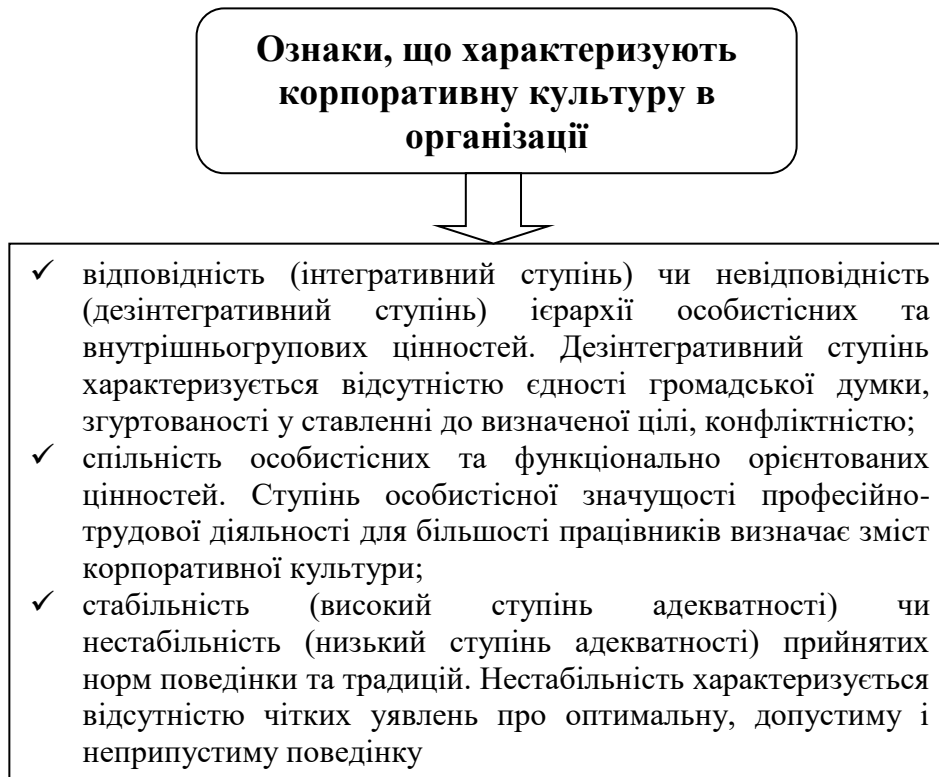 Ознаки, що характеризують
корпоративну культуру в
організації
✓ відповідність (інтегративний ступінь) чи невідповідність
(дезінтегративний ступінь) ієрархії особистісних та
внутрішньогрупових цінностей. Дезінтегративний ступінь
характеризується відсутністю єдності громадської думки,
згуртованості у ставленні до визначеної цілі, конфліктністю;
✓ спільність особистісних та функціонально орієнтованих
цінностей. Ступінь особистісної значущості професійно-
трудової діяльності для більшості працівників визначає зміст
корпоративної культури;
✓ стабільність (високий ступінь адекватності) чи
нестабільність (низький ступінь адекватності) прийнятих
норм поведінки та традицій. Нестабільність характеризується
відсутністю чітких уявлень про оптимальну, допустиму і
неприпустиму поведінку